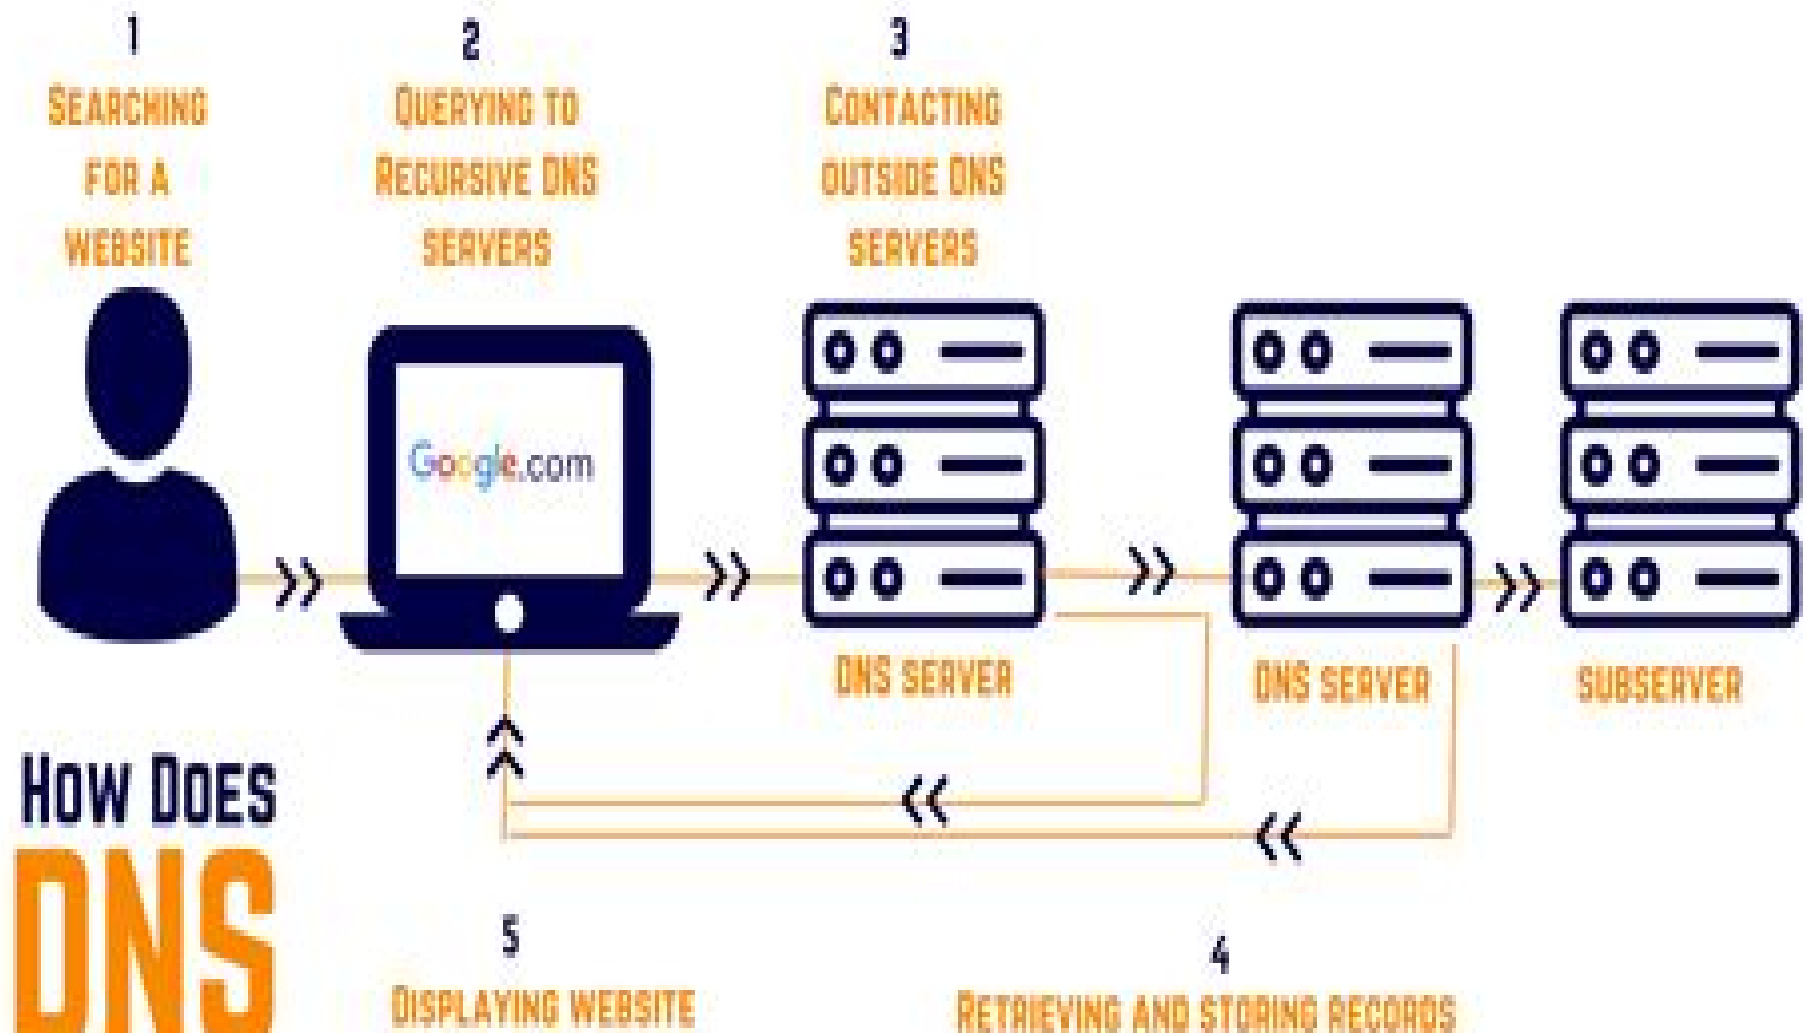 1
SEARCHING
FOR A
WEBSITE
2
QUERYING TO
RECURSIVE DNS
SERVERS
3
CONTACTING
OUTSIDE DNS
SERVERS
Google.com
DNS SERVER
DNS SERVER
SUBSERVER
HOW DOES
DNS
5
DISPLAYING WEBSITE
4
RETRIEVING AND STORING RECORDS